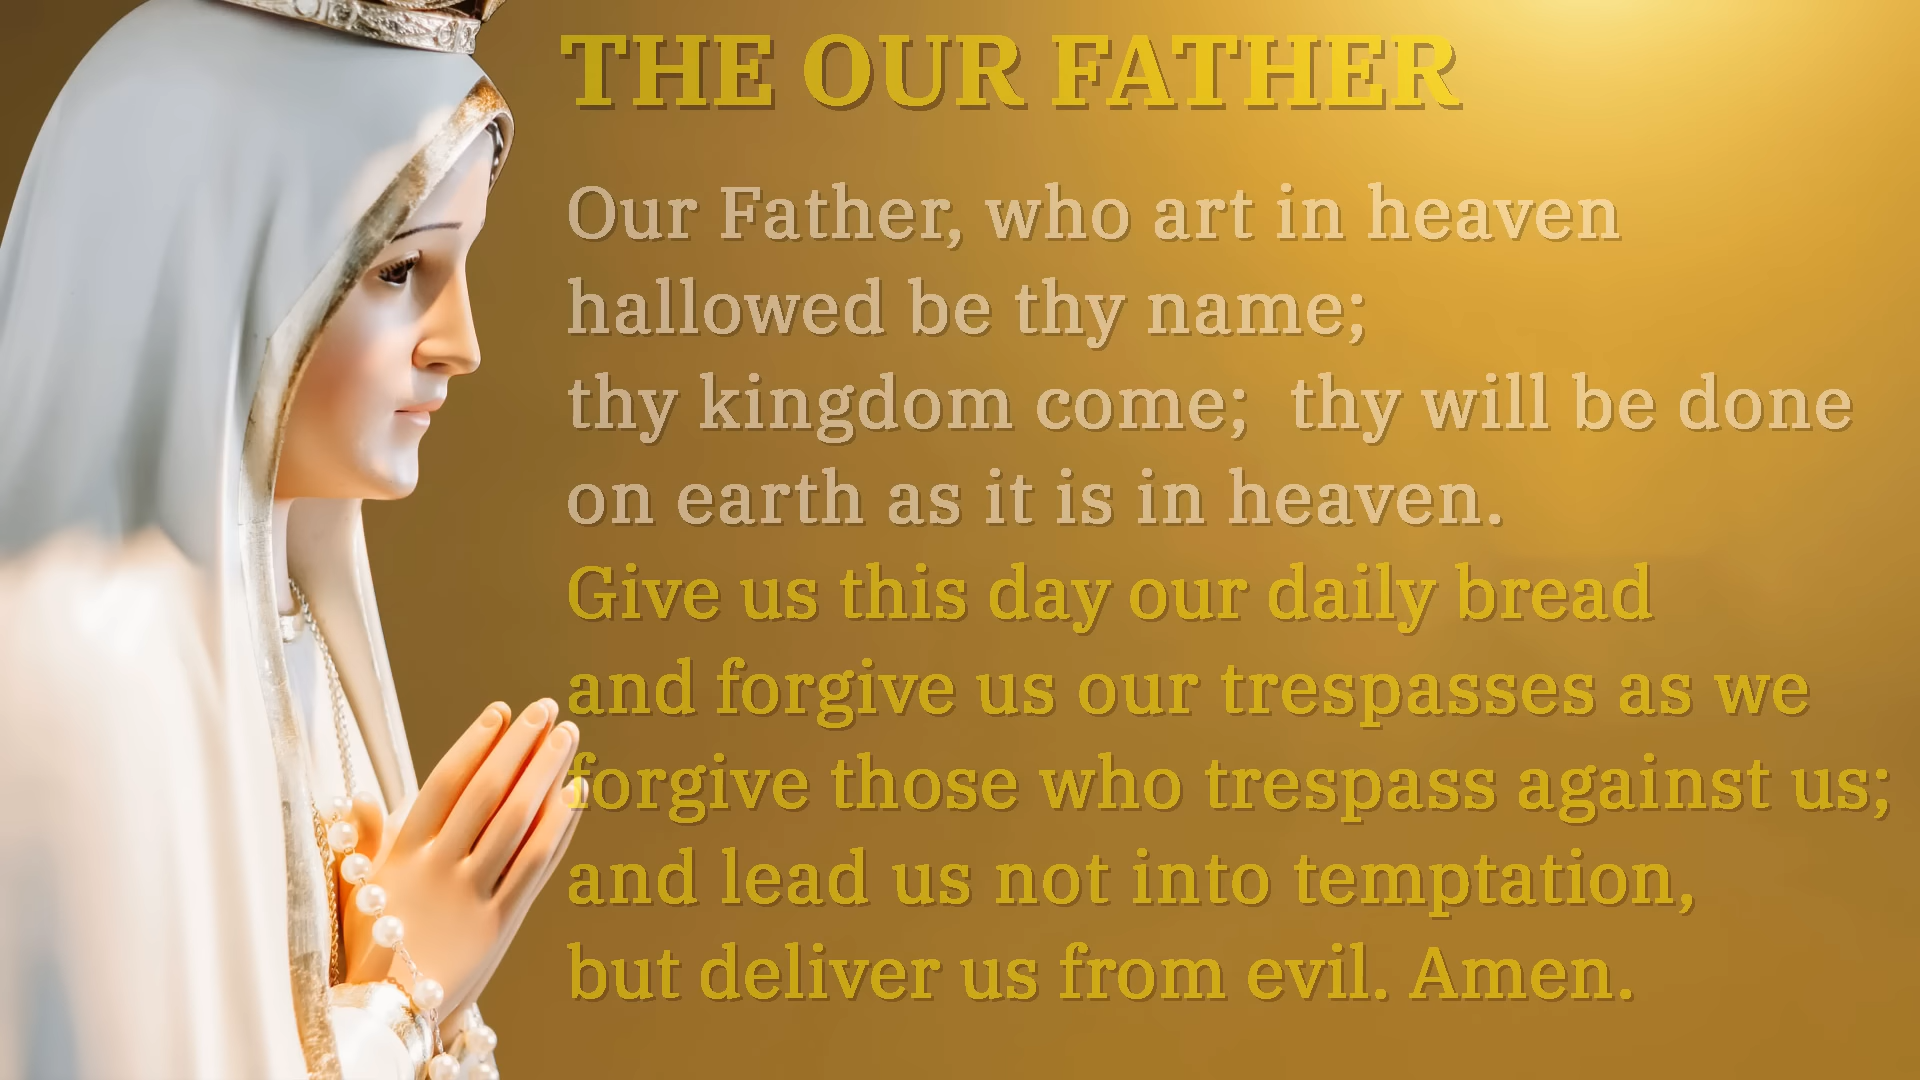 THE OUR FATHER
Our Father, who art in heaven
hallowed be thy name;
thy kingdom come;  thy will be done
on earth as it is in heaven.
Give us this day our daily bread
and forgive us our trespasses as we
forgive those who trespass against us;
and lead us not into temptation,
but deliver us from evil. Amen.